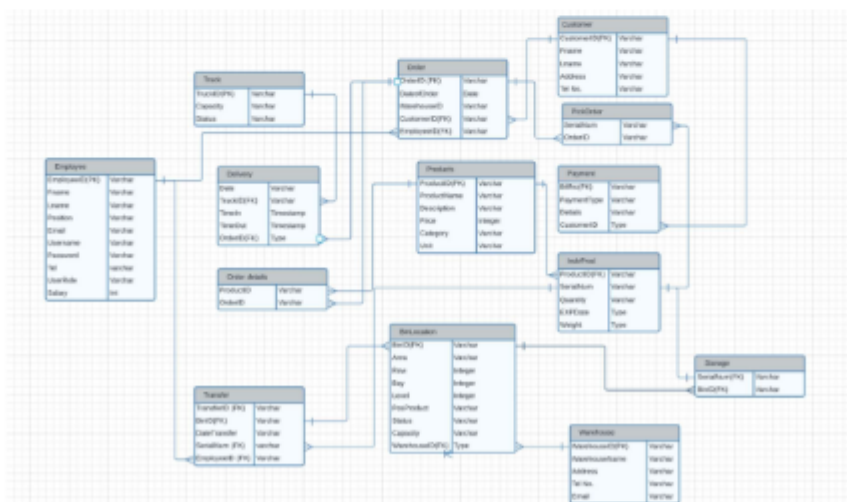 Customer
CustomerID(PK) Varchar
Fname Varchar
Lname Varchar
Address Varchar
Tel No. Varchar
Order
OrderID (PK) Varchar
Date
WarehouseID Varchar
CustomerID(FK) Varchar
EmployeeID(FK) Varchar
Truck
TruckID(PK) Varchar
Capacity Varchar
Status Varchar
SerialNum Varchar
OrderID Varchar
Employee
EmployeeID(PK) Varchar
Fname Varchar
Lname Varchar
Position Varchar
Email Varchar
Username Varchar
Password Varchar
Tel varchar
UserRole Varchar
Salary int
Delivery
Date Varchar
TruckID(FK) Varchar
TimeIn Timestamp
TimeOut Timestamp
OrderID(FK) Type
Products
ProductID(PK) Varchar
ProductName Varchar
Description Varchar
Price Integer
Category Varchar
Unit Varchar
Payment
Varchar
PaymentType Varchar
Details Varchar
CustomerID Type
Order details
ProductID Varchar
OrderID Varchar
IndvProd
ProductID(FK) Varchar
SerialNum Varchar
Quantity Varchar
EXPDate Type
Weight Type
BinLocation
BinID(PK) Varchar
Area Varchar
Row Integer
Bay Integer
Level Integer
PosProduct Varchar
Status Varchar
Capacity Varchar
WarehouseID(FK) Type
Storage
SerialNum(FK) Varchar
BinID(FK) Varchar
Transfer
TransferID (PK) Varchar
BinID(FK) Varchar
DateTransfer Varchar
SerialNum (FK) varchar
EmployeeID (FK) Varchar
Warehouse
WarehouseID(PK) Varchar
WarehouseName Varchar
Address Varchar
Tel No. Varchar
Email Varchar